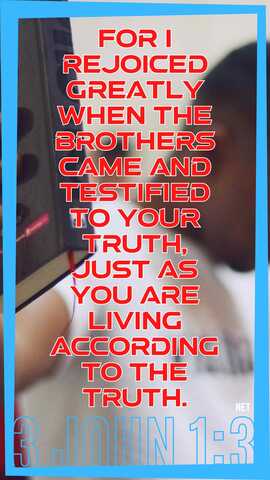 FOR I
REJOICED
GREATLY
WHEN THE
BROTHERS
CAME AND
TESTIFIED
TO YOUR
TRUTH,
JUST AS
YOU ARE
LIVING
ACCORDING
TO THE
TRUTH.
NET
3 JOHN 1:3